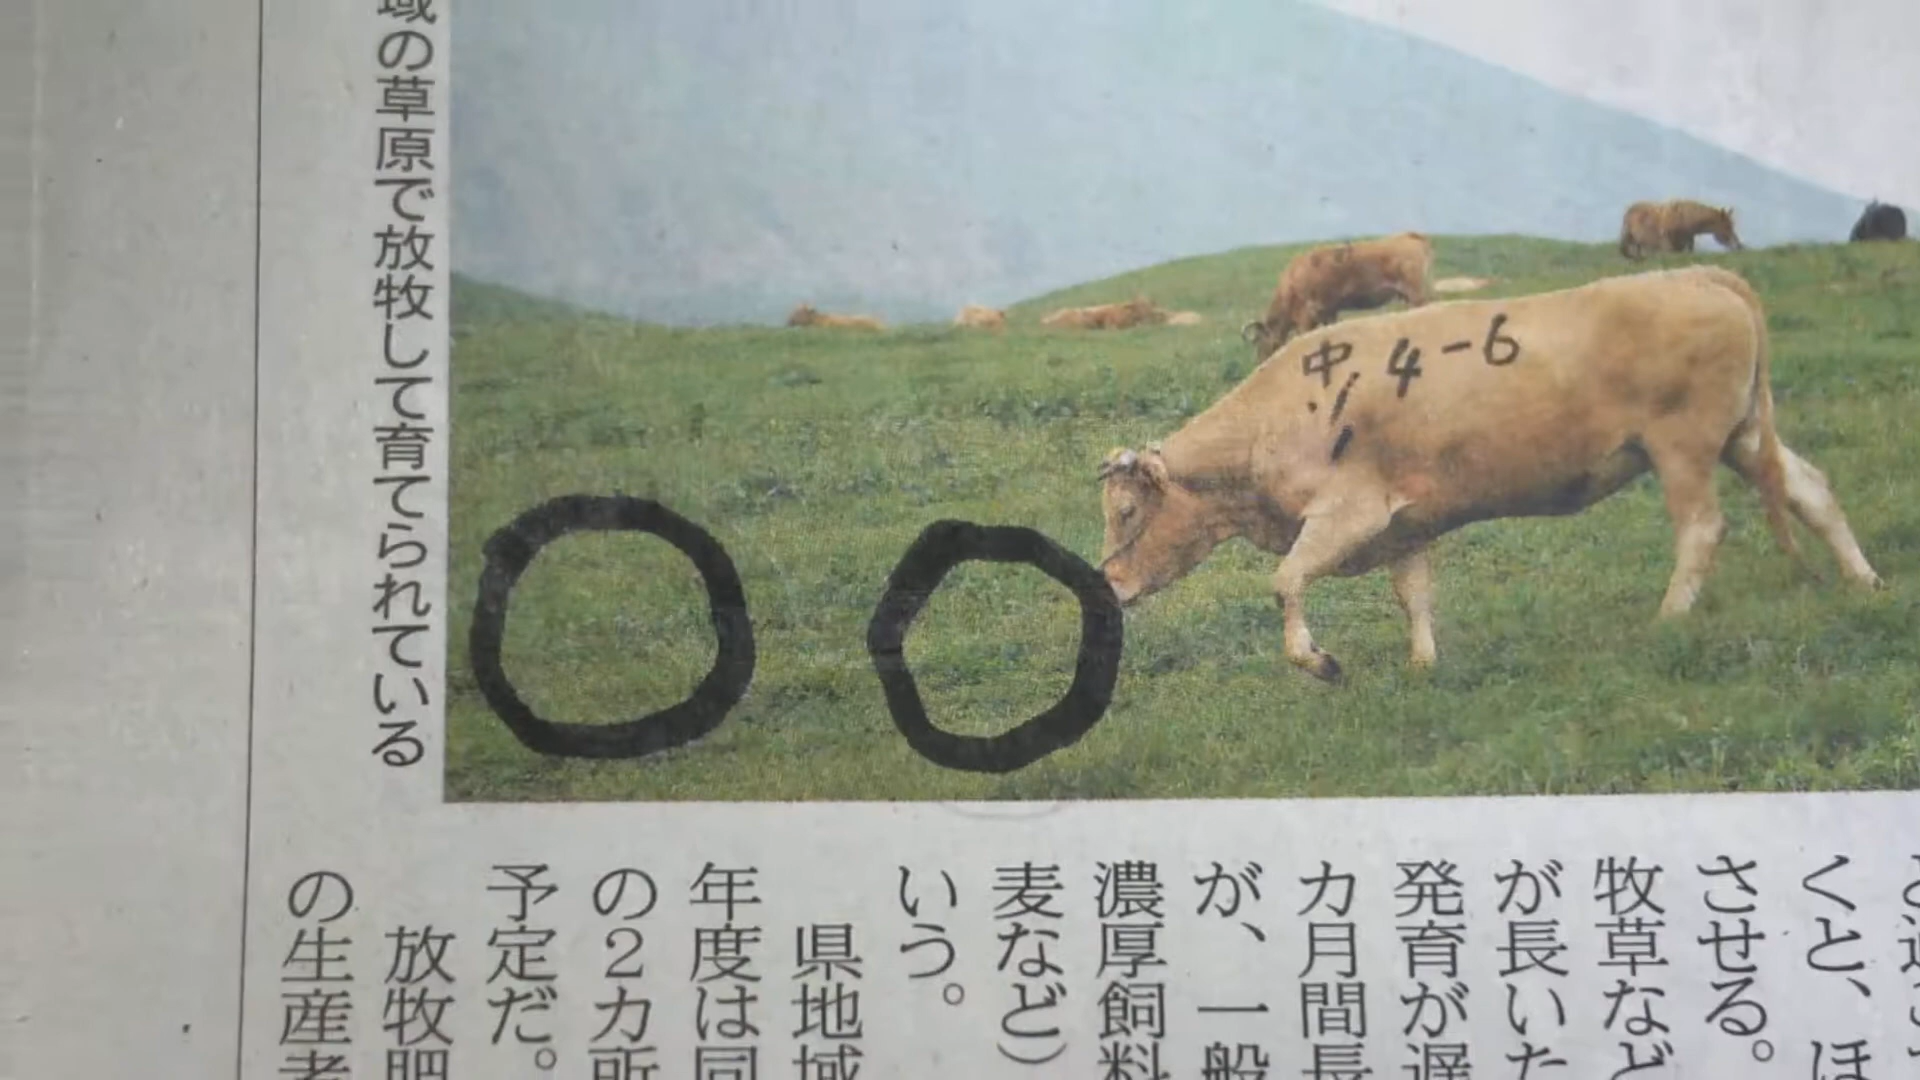 域の草原で放牧して育てられている
中 4-6
くと、ほ
させる。
牧草など
が長いた
発育が遅
カ月間長
が、一般
濃厚飼料
麦など）
いう。
県地域
年度は同
の2カ所
予定だ。
放牧肥
の生産者